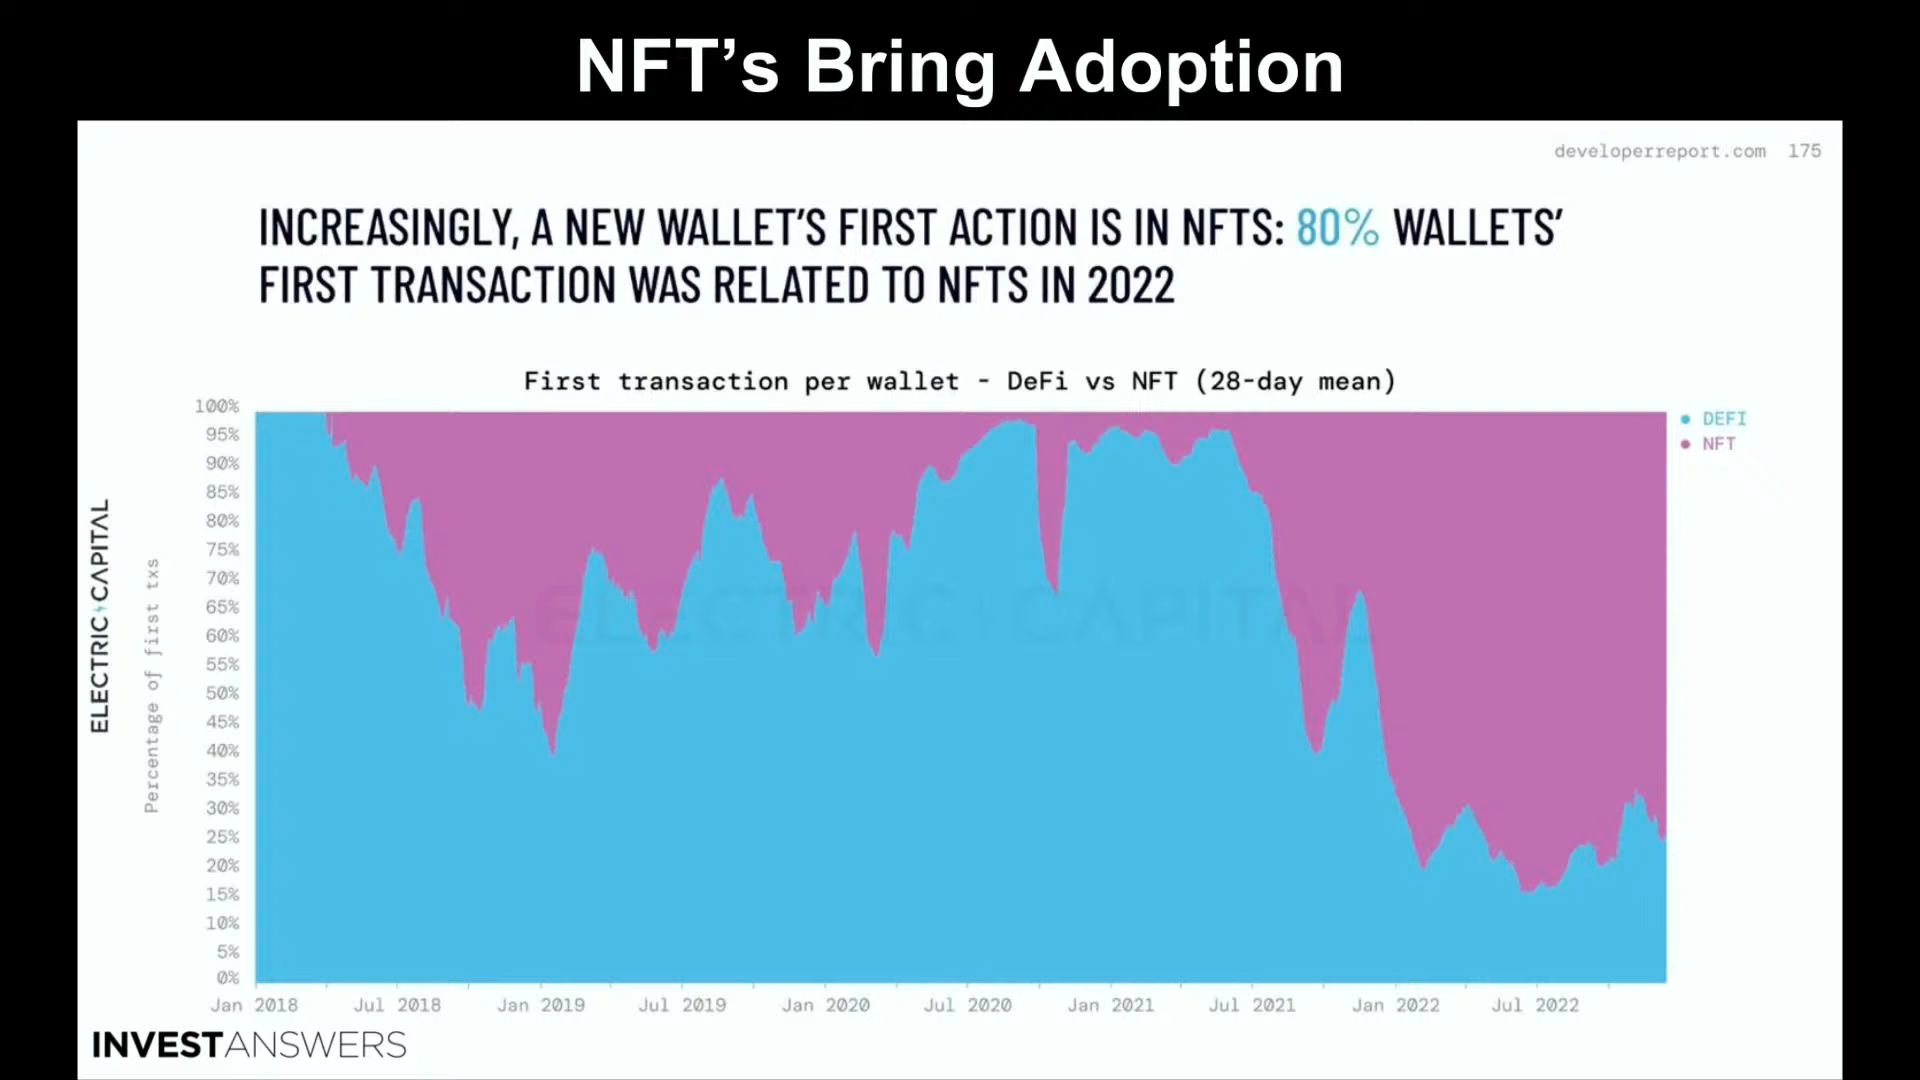 NFT’s Bring Adoption
developerreport.com 175
INCREASINGLY, A NEW WALLET’S FIRST ACTION IS IN NFTS: 80% WALLETS’
FIRST TRANSACTION WAS RELATED TO NFTS IN 2022
First transaction per wallet - DeFi vs NFT (28-day mean)
DEFI
NFT
100%
95%
90%
85%
80%
75%
70%
65%
60%
55%
50%
45%
40%
35%
30%
25%
20%
15%
10%
5%
0%
Percentage of first txs
ELECTRIC CAPITAL
ELECTRIC CAPITAL
Jan 2018 Jul 2018 Jan 2019 Jul 2019 Jan 2020 Jul 2020 Jan 2021 Jul 2021 Jan 2022 Jul 2022
INVESTANSWERS